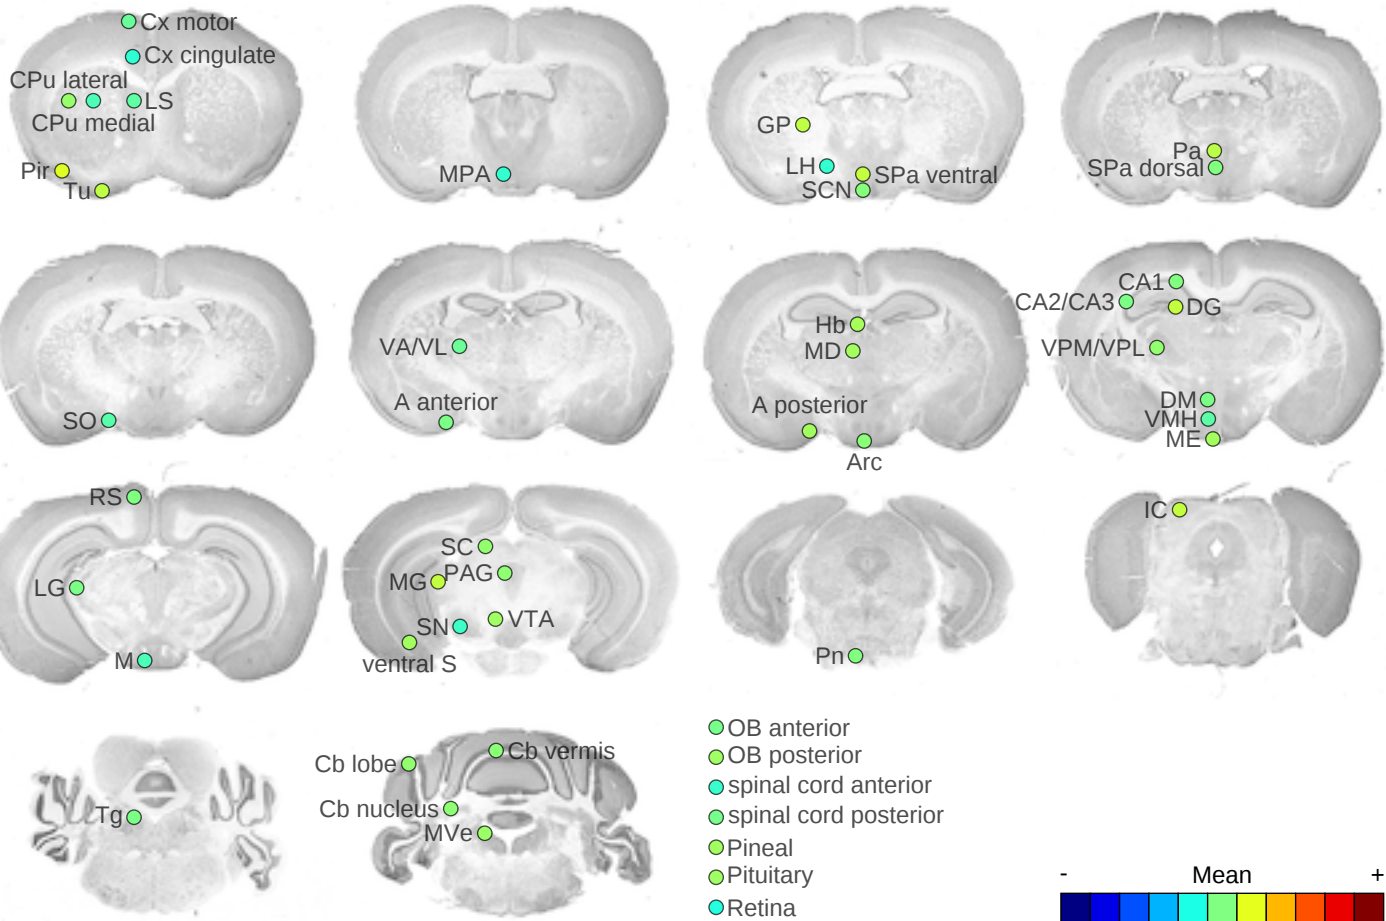 Cx motor
Cx cingulate
CPu lateral
LS
CPu medial
Pir
Tu
MPA
GP
LH
SPa ventral
SCN
Pa
SPa dorsal
SO
VA/VL
A anterior
Hb
MD
A posterior
Arc
CA1
CA2/CA3
DG
VPM/VPL
DM
VMH
ME
RS
LG
M
SC
MG
PAG
SN
VTA
ventral S
Pn
IC
Tg
Cb lobe
Cb vermis
Cb nucleus
MVe
OB anterior
OB posterior
spinal cord anterior
spinal cord posterior
Pineal
Pituitary
Retina
- Mean +